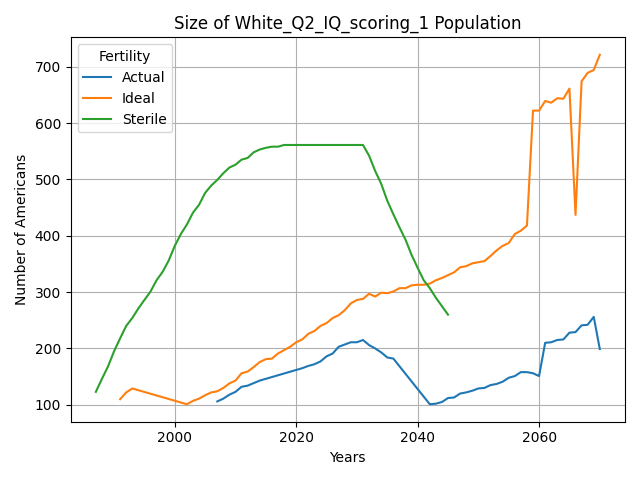 Size of White_Q2_IQ_scoring_1 Population
Fertility
Actual
Ideal
Sterile
700
600
500
400
300
200
100
Number of Americans
2000
2020
2040
2060
Years